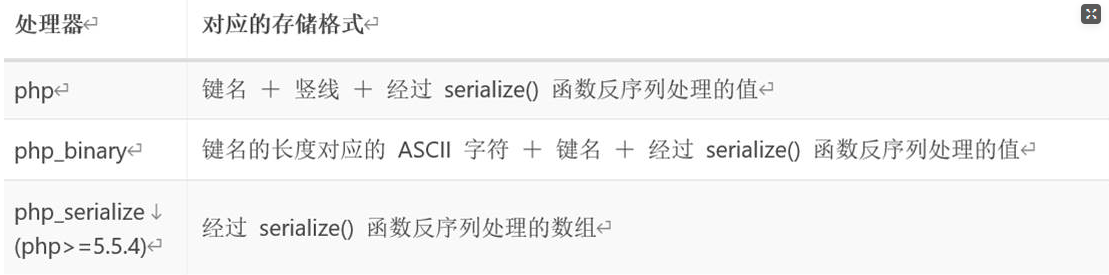 处理器↵ 对应的存储格式↵
php↵ 键名 + 竖线 + 经过 serialize() 函数反序列处理的值↵
php_binary↵ 键名的长度对应的 ASCII 字符 + 键名 + 经过 serialize() 函数反序列处理的值↵
php_serialize↓
(php>=5.5.4)↵ 经过 serialize() 函数反序列处理的数组↵